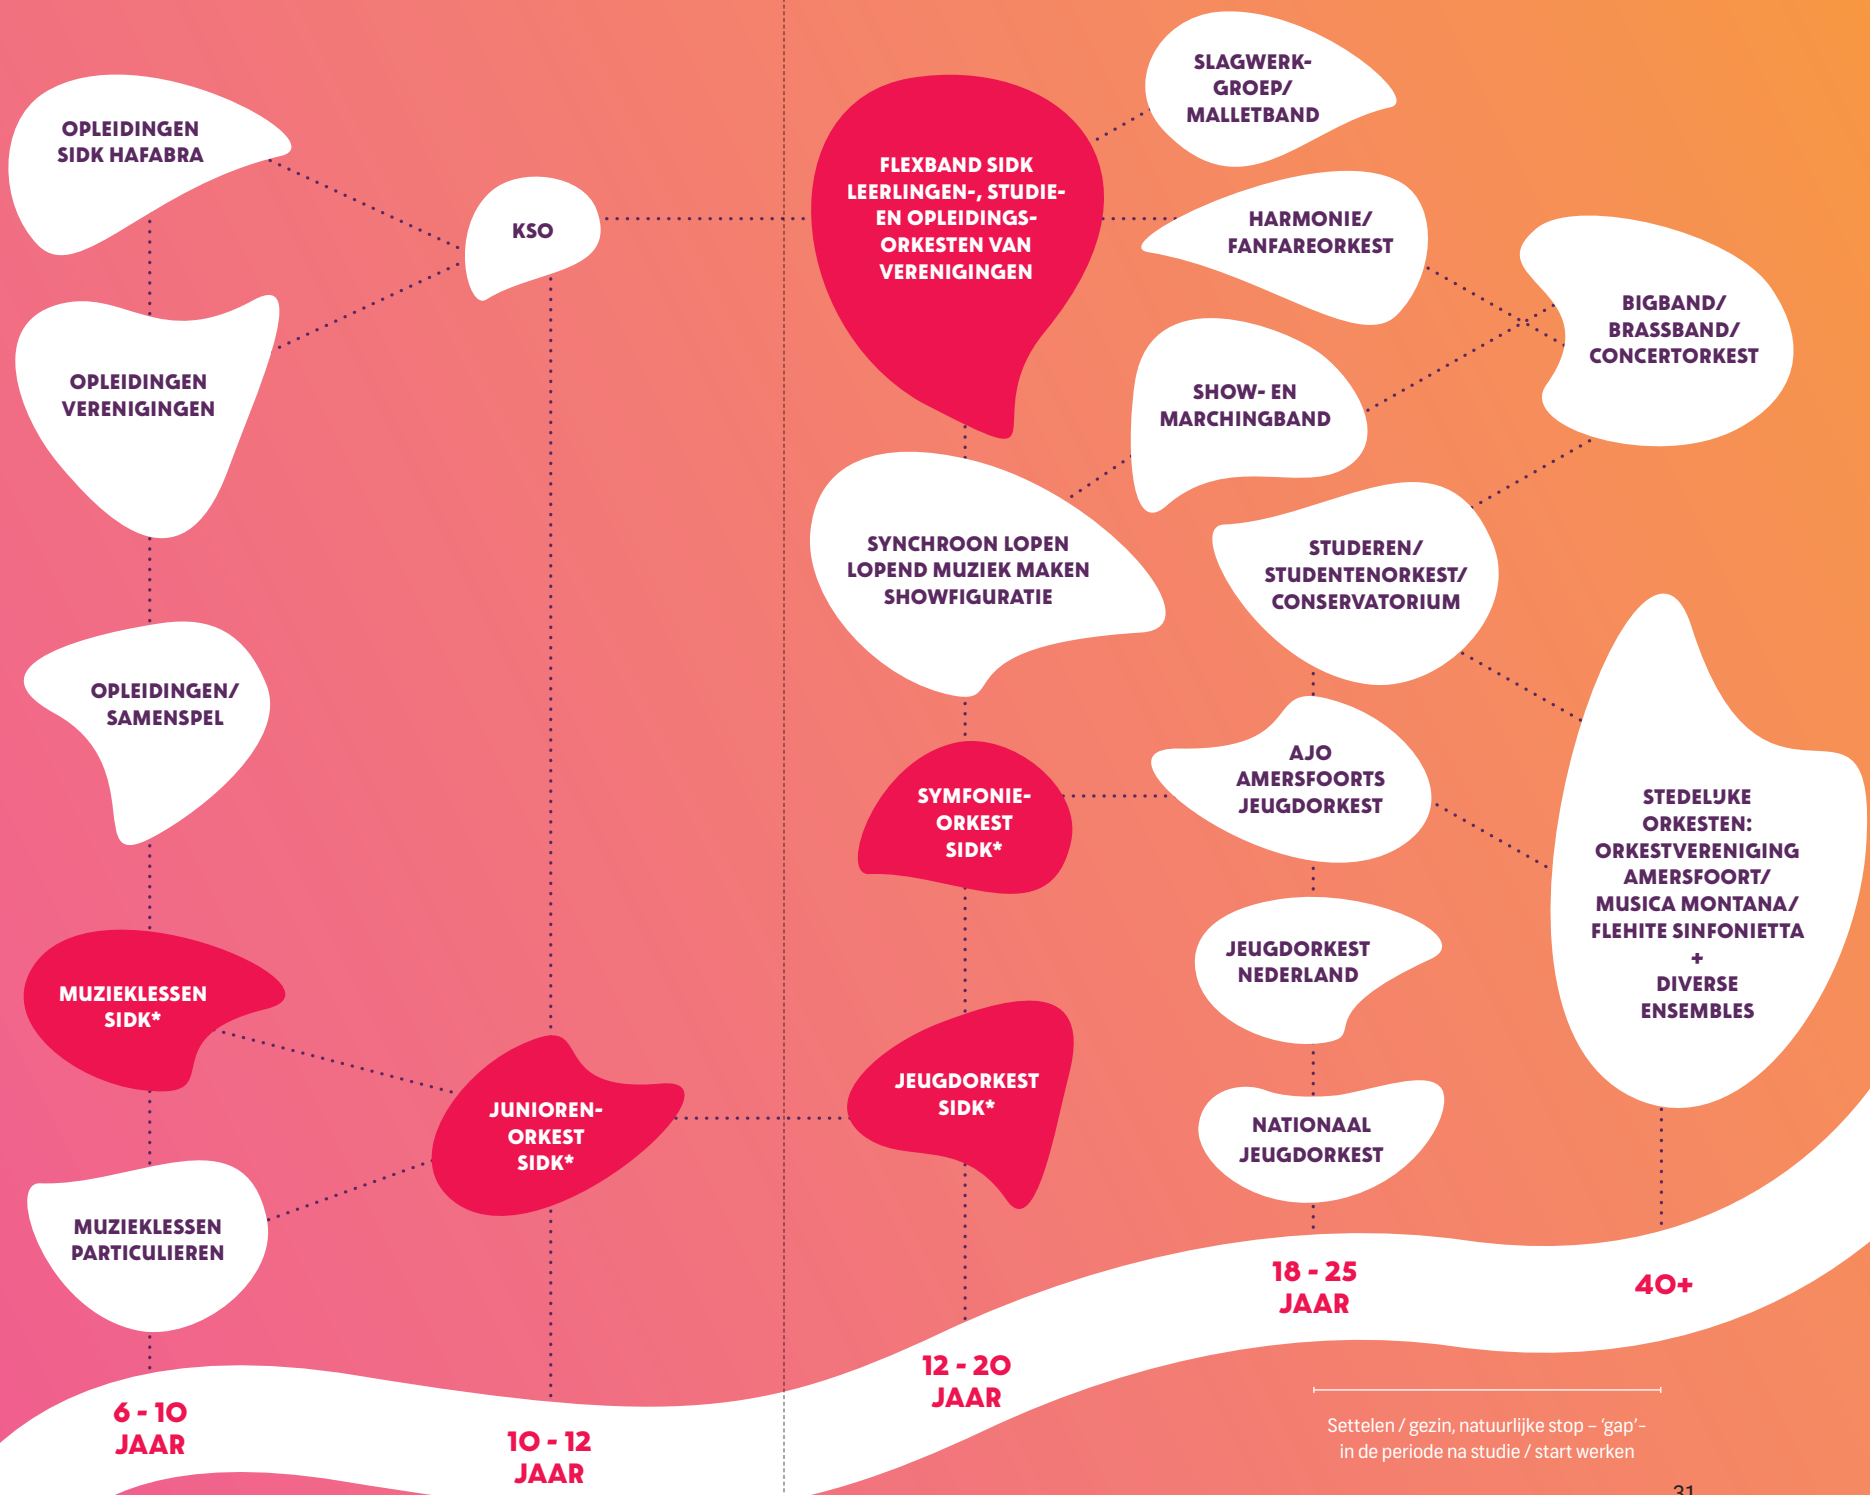 OPLEIDINGEN
SIDK HAFABRA
OPLEIDINGEN
VERENIGINGEN
OPLEIDINGEN/
SAMENSPEL
MUZIEKLESSEN
SIDK*
MUZIEKLESSEN
PARTICULIEREN
6 - 10
JAAR
KSO
JUNIOREN-
ORKEST
SIDK*
10 - 12
JAAR
FLEXBAND SIDK
LEERLINGEN-, STUDIE-
EN OPLEIDINGS-
ORKESTEN VAN
VERENIGINGEN
SYNCHROON LOPEN
LOPEND MUZIEK MAKEN
SHOWFIGURATIE
SYMFONIE-
ORKEST
SIDK*
JEUGDORKEST
SIDK*
12 - 20
JAAR
SLAGWERK-
GROEP/
MALLETBAND
HARMONIE/
FANFAREORKEST
SHOW- EN
MARCHINGBAND
STUDEREN/
STUDENTENORKEST/
CONSERVATORIUM
AJO
AMERSFOORTS
JEUGDORKEST
JEUGDORKEST
NEDERLAND
NATIONAAL
JEUGDORKEST
18 - 25
JAAR
BIGBAND/
BRASSBAND/
CONCERTORKEST
STEDELIJKE
ORKESTEN:
ORKESTVERENIGING
AMERSFOORT/
MUSICA MONTANA/
FLEHITE SINFONIETTA
+
DIVERSE
ENSEMBLES
40+
Settelen / gezin, natuurlijke stop – ‘gap’-
in de periode na studie / start werken
31